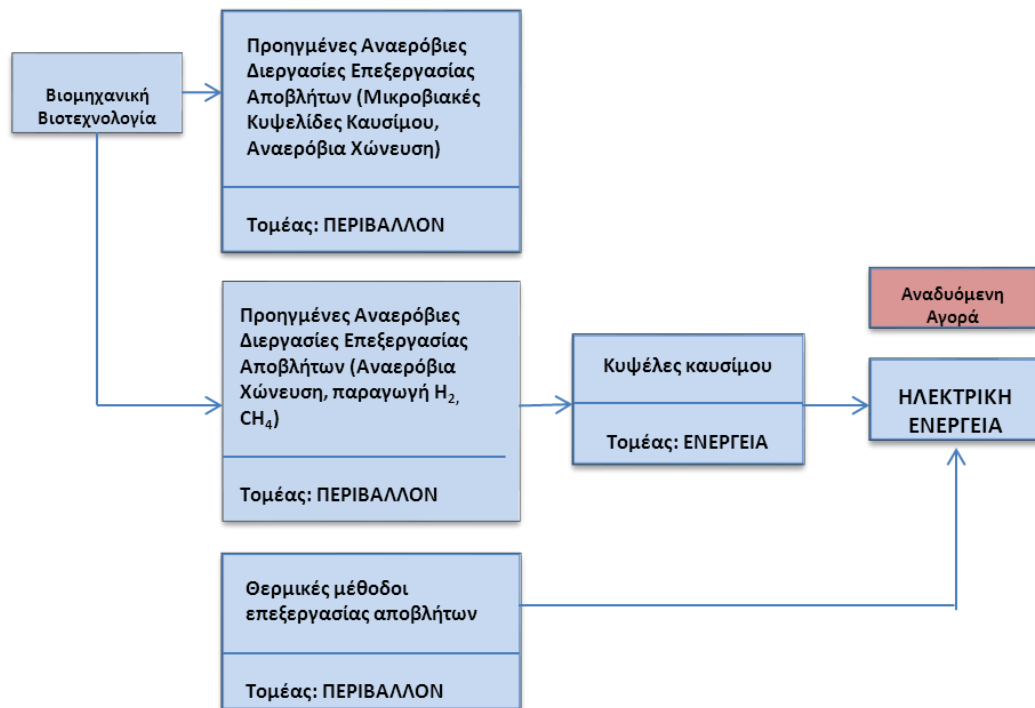 Βιομηχανική
Βιοτεχνολογία
Προηγμένες Αναερόβιες
Διεργασίες Επεξεργασίας
Αποβλήτων (Μικροβιακές
Κυψελίδες Καυσίμου,
Αναερόβια Χώνευση)
Τομέας: ΠΕΡΙΒΑΛΛΟΝ
Προηγμένες Αναερόβιες
Διεργασίες Επεξεργασίας
Αποβλήτων (Αναερόβια
Χώνευση, παραγωγή H₂,
CH₄)
Τομέας: ΠΕΡΙΒΑΛΛΟΝ
Κυψέλες καυσίμου
Τομέας: ΕΝΕΡΓΕΙΑ
Αναδυόμενη
Αγορά
ΗΛΕΚΤΡΙΚΗ
ΕΝΕΡΓΕΙΑ
Θερμικές μέθοδοι
επεξεργασίας αποβλήτων
Τομέας: ΠΕΡΙΒΑΛΛΟΝ